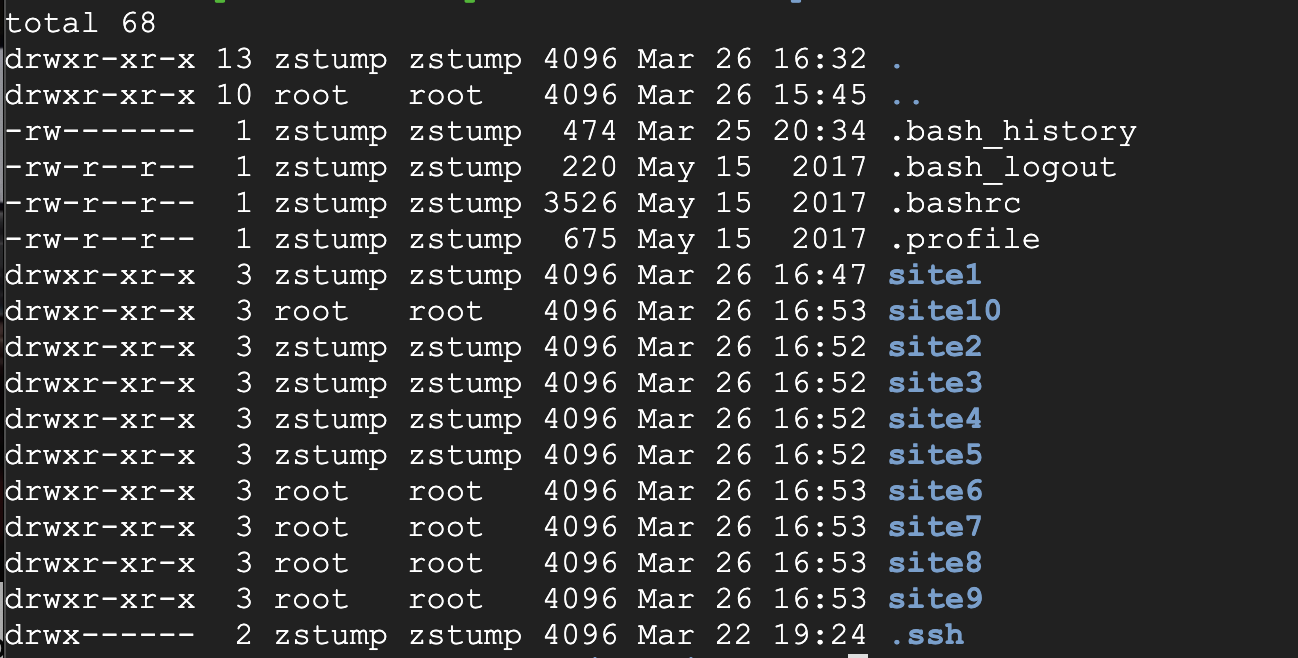 total 68
drwxr-xr-x 13 zstump zstump 4096 Mar 26 16:32 .
drwxr-xr-x 10 root   root   4096 Mar 26 15:45 ..
-rw-------  1 zstump zstump  474 Mar 25 20:34 .bash_history
-rw-r--r--  1 zstump zstump  220 May 15  2017 .bash_logout
-rw-r--r--  1 zstump zstump 3526 May 15  2017 .bashrc
-rw-r--r--  1 zstump zstump  675 May 15  2017 .profile
drwxr-xr-x  3 zstump zstump 4096 Mar 26 16:47 site1
drwxr-xr-x  3 root   root   4096 Mar 26 16:53 site10
drwxr-xr-x  3 zstump zstump 4096 Mar 26 16:52 site2
drwxr-xr-x  3 zstump zstump 4096 Mar 26 16:52 site3
drwxr-xr-x  3 zstump zstump 4096 Mar 26 16:52 site4
drwxr-xr-x  3 zstump zstump 4096 Mar 26 16:52 site5
drwxr-xr-x  3 root   root   4096 Mar 26 16:53 site6
drwxr-xr-x  3 root   root   4096 Mar 26 16:53 site7
drwxr-xr-x  3 root   root   4096 Mar 26 16:53 site8
drwxr-xr-x  3 root   root   4096 Mar 26 16:53 site9
drwx------  2 zstump zstump 4096 Mar 22 19:24 .ssh